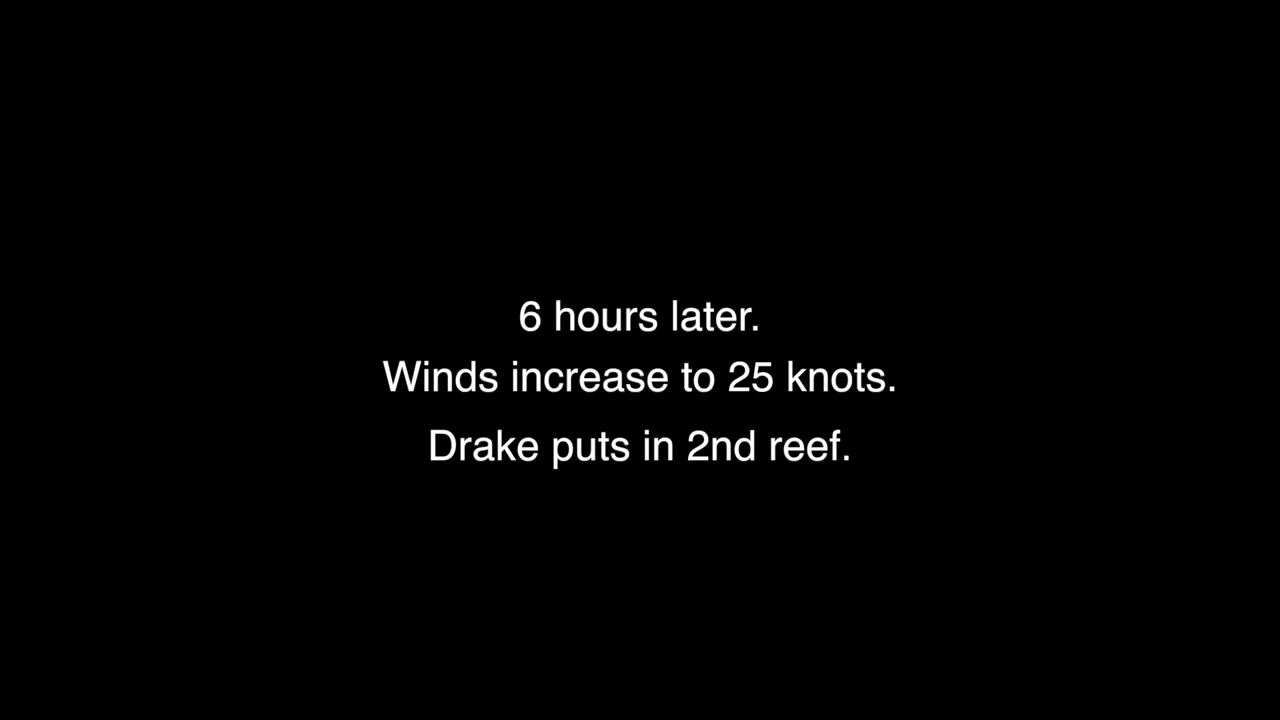 6 hours later.
Winds increase to 25 knots.
Drake puts in 2nd reef.